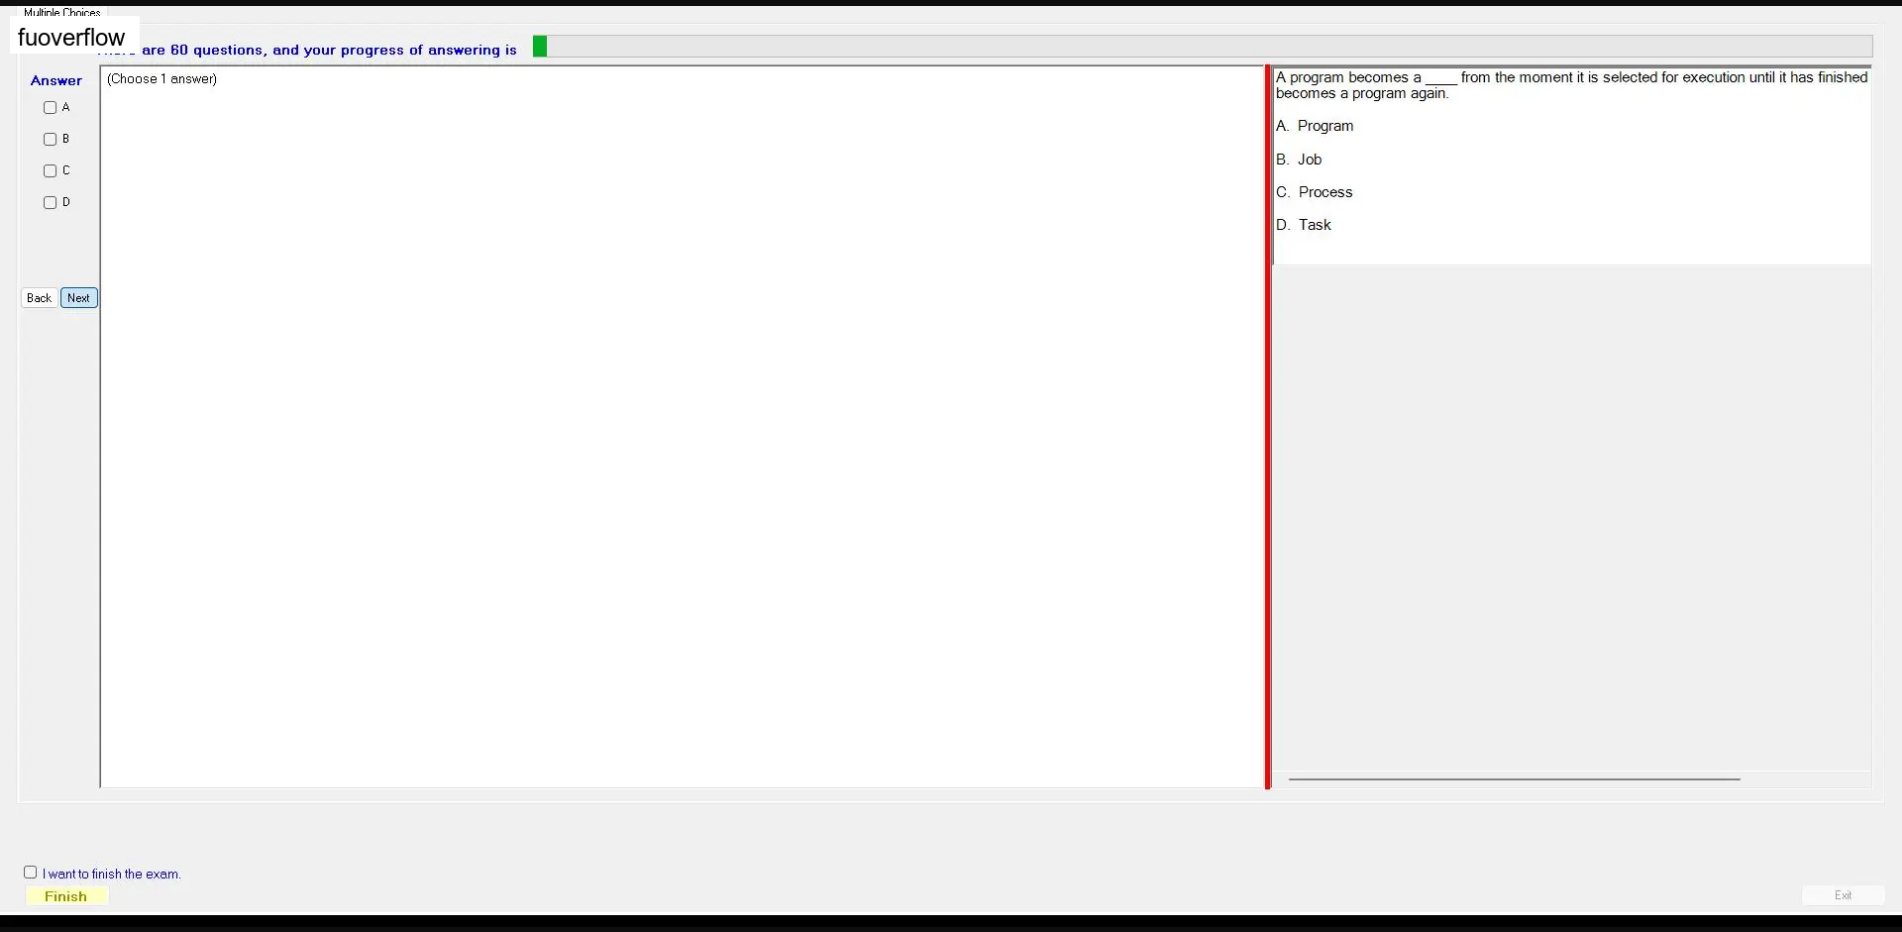 Multiple Choices
fuoverflow
are 60 questions, and your progress of answering is
Answer
(Choose 1 answer)
A
B
C
D
Back
Next
A program becomes a ____ from the moment it is selected for execution until it has finished
becomes a program again.
A. Program
B. Job
C. Process
D. Task
I want to finish the exam.
Finish
Exit